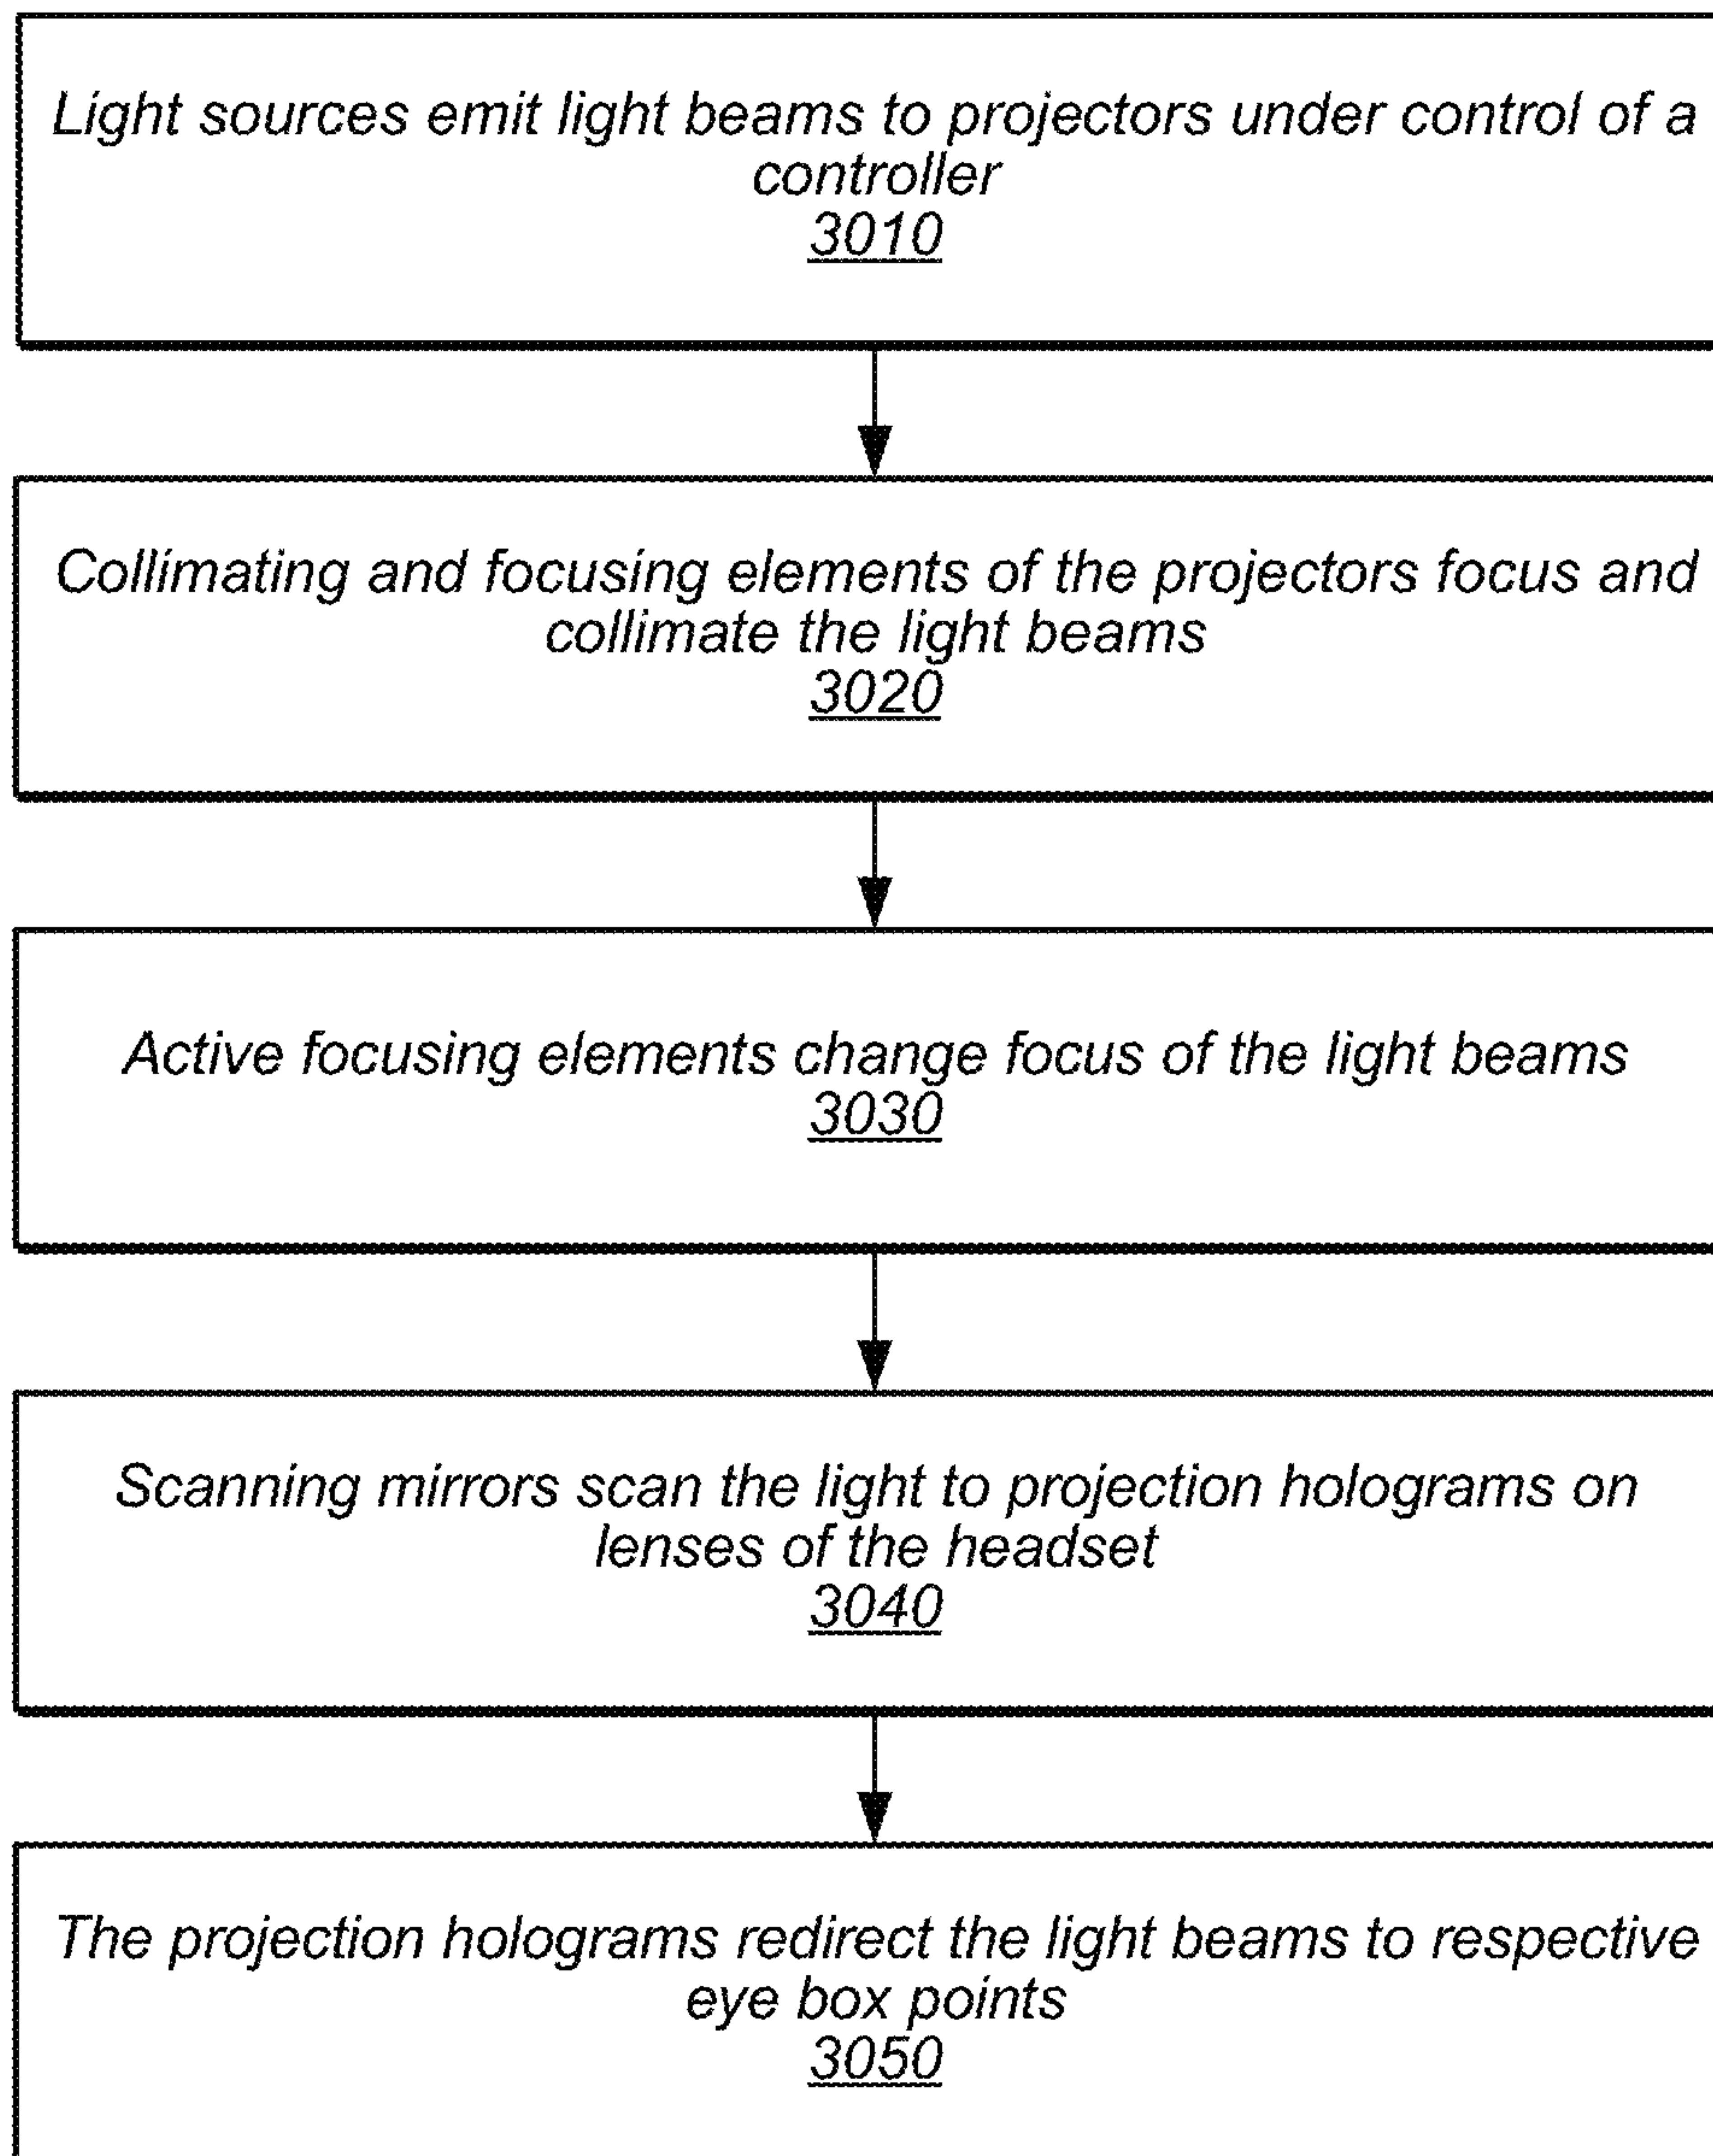 Light sources emit light beams to projectors under control of a
controller
3010
Collimating and focusing elements of the projectors focus and
collimate the light beams
3020
Active focusing elements change focus of the light beams
3030
Scanning mirrors scan the light to projection holograms on
lenses of the headset
3040
The projection holograms redirect the light beams to respective
eye box points
3050